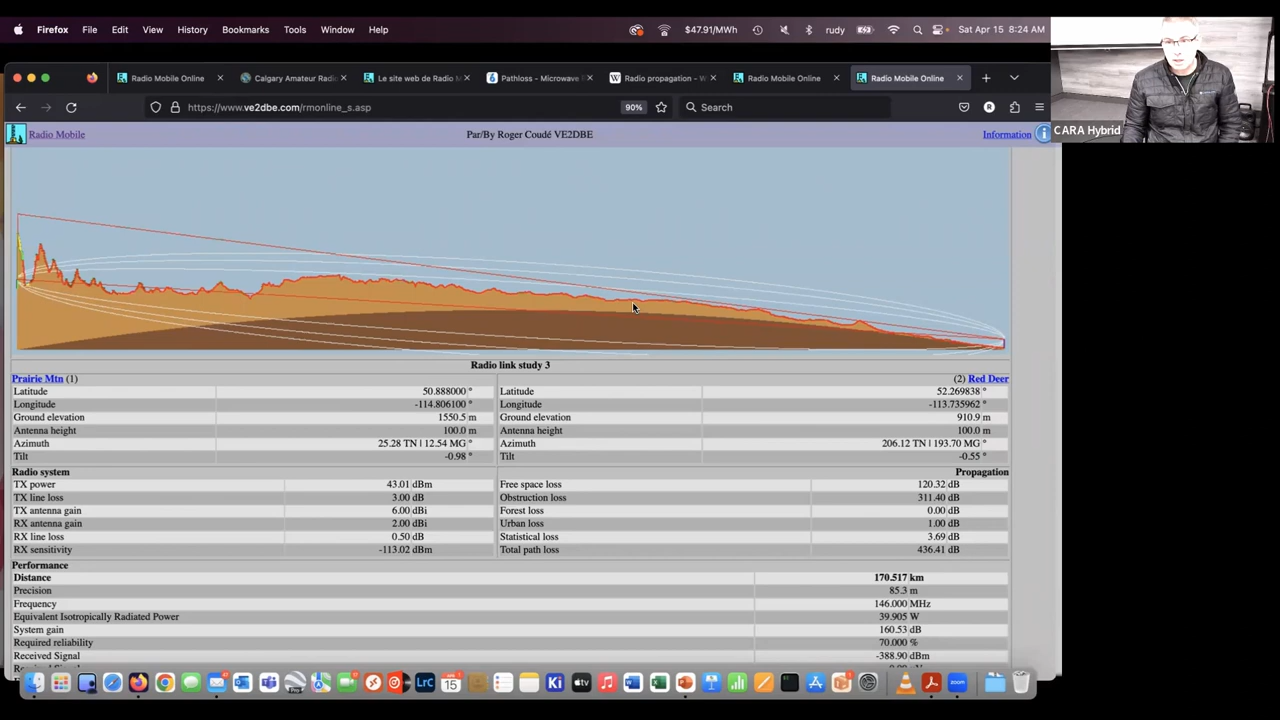 Firefox File Edit View History Bookmarks Tools Window Help $47.91/MWh rudy Sat Apr 15 8:24 AM
Radio Mobile Online Calgary Amateur Radi Le site web de Radio M Pathloss - Microwave Radio propagation - W Radio Mobile Online Radio Mobile Online
https://www.ve2dbe.com/rmonline_s.asp 90% Search
CARA Hybrid
Radio Mobile Par/By Roger Coudé VE2DBE Information
Radio link study 3
Prairie Mtn (1) (2) Red Deer
Latitude 50.888000 ° Latitude 52.269838 °
Longitude -114.806100 ° Longitude -113.735962 °
Ground elevation 1550.5 m Ground elevation 910.9 m
Antenna height 100.0 m Antenna height 100.0 m
Azimuth 25.28 TN | 12.54 MG ° Azimuth 206.12 TN | 193.70 MG °
Tilt -0.98 ° Tilt -0.55 °
Radio system Propagation
TX power 43.01 dBm Free space loss 120.32 dB
TX line loss 3.00 dB Obstruction loss 311.40 dB
TX antenna gain 6.00 dBi Forest loss 0.00 dB
RX antenna gain 2.00 dBi Urban loss 1.00 dB
RX line loss 0.50 dB Statistical loss 3.69 dB
RX sensitivity -113.02 dBm Total path loss 436.41 dB
Performance
Distance 170.517 km
Precision 85.3 m
Frequency 146.000 MHz
Equivalent Isotropically Radiated Power 39.905 W
System gain 160.53 dB
Required reliability 70.000 %
Received Signal -388.90 dBm